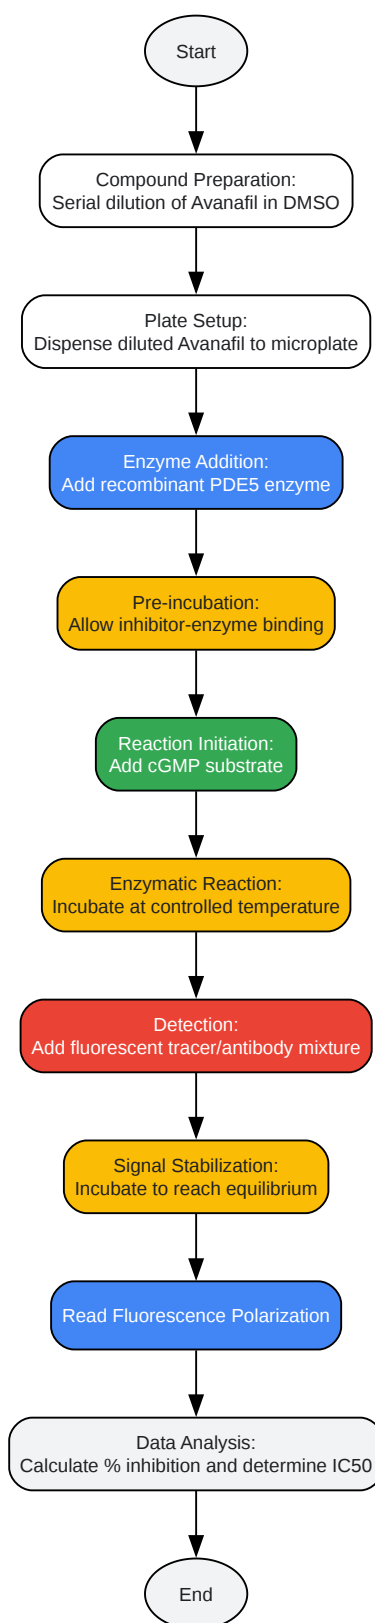 Start
Compound Preparation:
Serial dilution of Avanafil in DMSO
Plate Setup:
Dispense diluted Avanafil to microplate
Enzyme Addition:
Add recombinant PDE5 enzyme
Pre-incubation:
Allow inhibitor-enzyme binding
Reaction Initiation:
Add cGMP substrate
Enzymatic Reaction:
Incubate at controlled temperature
Detection:
Add fluorescent tracer/antibody mixture
Signal Stabilization:
Incubate to reach equilibrium
Read Fluorescence Polarization
Data Analysis:
Calculate % inhibition and determine IC50
End